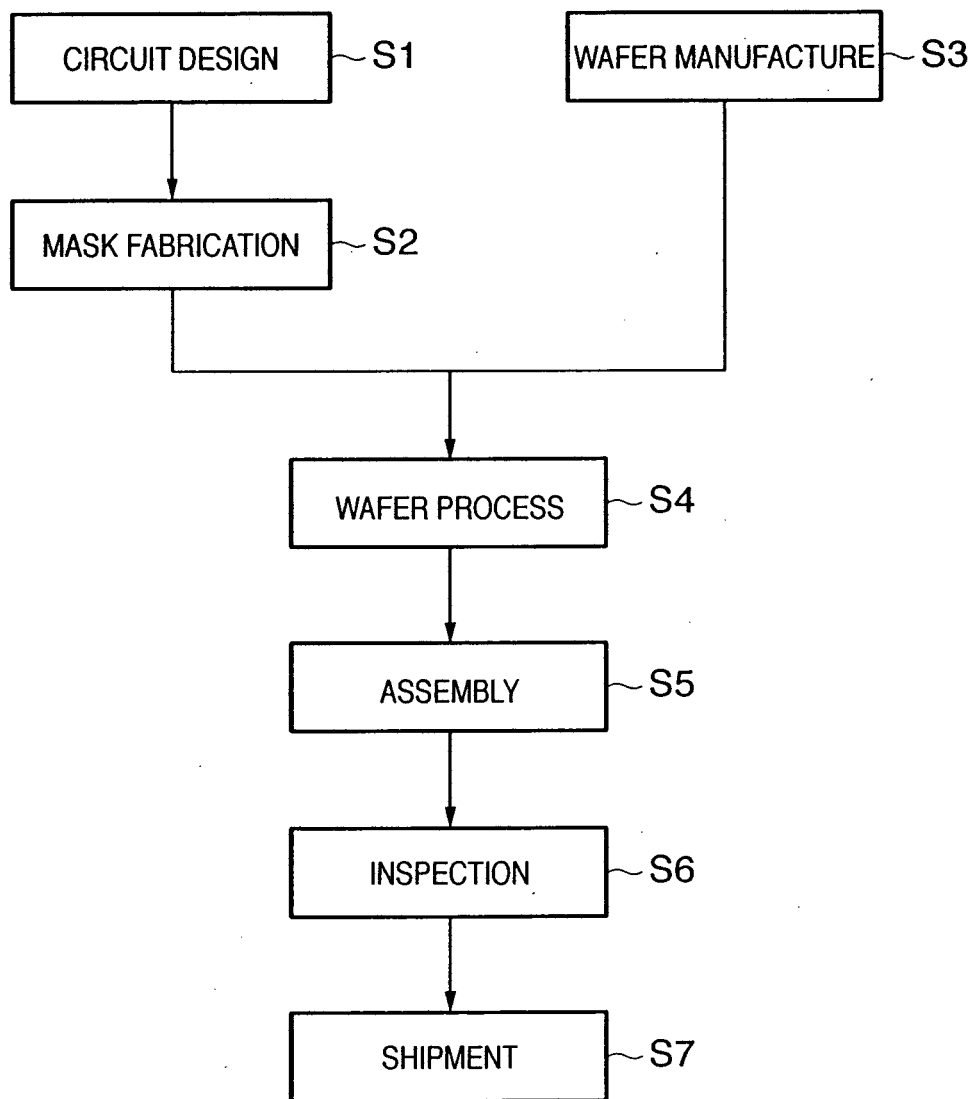 CIRCUIT DESIGN S1
WAFER MANUFACTURE S3
MASK FABRICATION S2
WAFER PROCESS S4
ASSEMBLY S5
INSPECTION S6
SHIPMENT S7